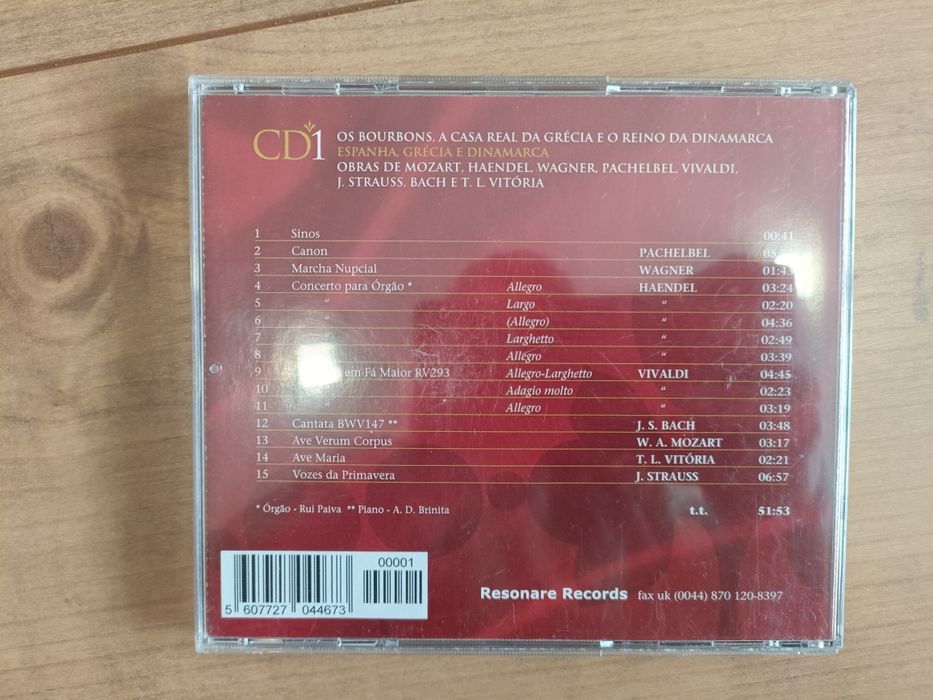 CD1
OS BOURBONS, A CASA REAL DA GRÉCIA E O REINO DA DINAMARCA
ESPANHA, GRÉCIA E DINAMARCA
OBRAS DE MOZART, HAENDEL, WAGNER, PACHELBEL, VIVALDI,
J. STRAUSS, BACH E T. L. VITÓRIA
1 Sinos 00:41
2 Canon PACHELBEL
3 Marcha Nupcial WAGNER 01:43
4 Concerto para Órgão * Allegro HAENDEL 03:24
5 " Largo " 02:20
6 " (Allegro) " 04:36
7 " Larghetto " 02:49
8 Allegro " 03:39
9 em Fá Maior RV293 Allegro-Larghetto VIVALDI 04:45
10 " Adagio molto " 02:23
11 " Allegro " 03:19
12 Cantata BWV147 ** J. S. BACH 03:48
13 Ave Verum Corpus W. A. MOZART 03:17
14 Ave Maria T. L. VITÓRIA 02:21
15 Vozes da Primavera J. STRAUSS 06:57
* Órgão - Rui Paiva ** Piano - A. D. Brinita t.t. 51:53
00001
5 607727 044673
Resonare Records fax uk (0044) 870 120-8397